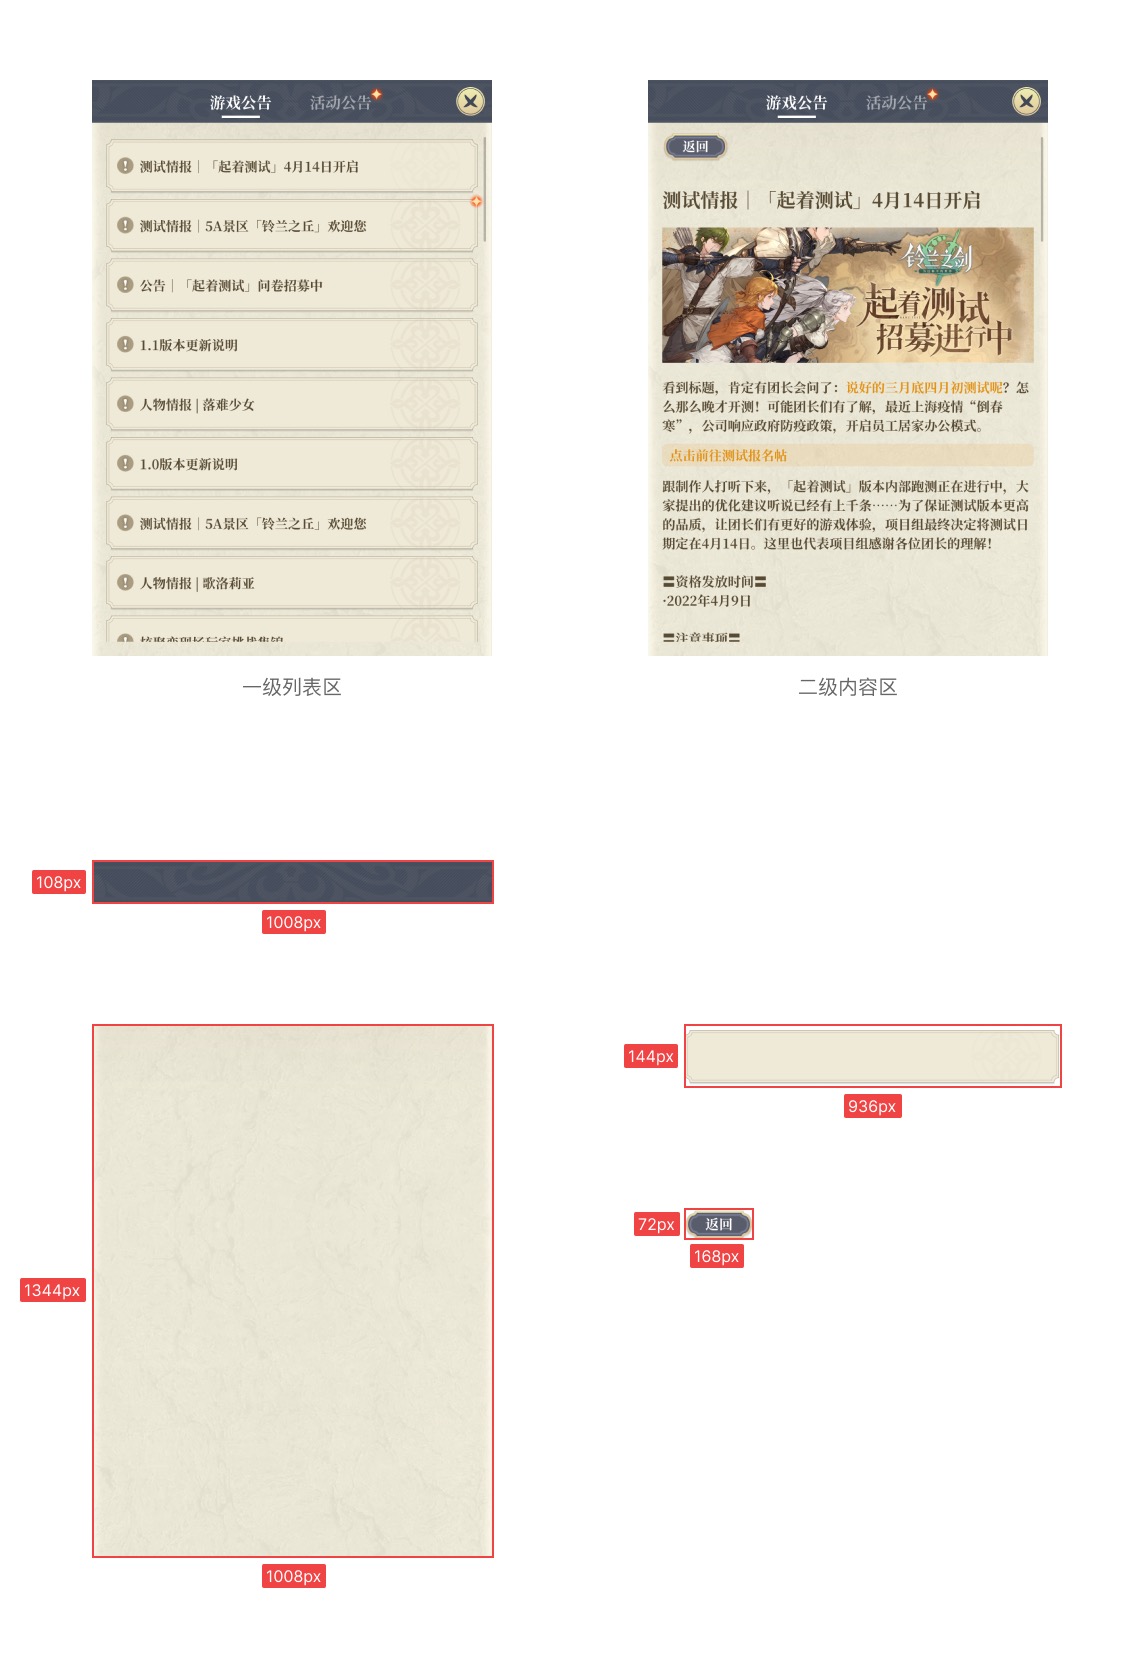 游戏公告
活动公告
测试情报｜「起着测试」4月14日开启
测试情报｜5A景区「铃兰之丘」欢迎您
公告｜「起着测试」问卷招募中
1.1版本更新说明
人物情报 | 落难少女
1.0版本更新说明
测试情报｜5A景区「铃兰之丘」欢迎您
人物情报 | 歌洛莉亚
一级列表区
游戏公告
活动公告
返回
测试情报｜「起着测试」4月14日开启
铃兰之剑
起着测试
招募进行中
看到标题，肯定有团长会问了：说好的三月底四月初测试呢？怎
么那么晚才开测！可能团长们有了解，最近上海疫情“倒春
寒”，公司响应政府防疫政策，开启员工居家办公模式。
点击前往测试报名帖
跟制作人打听下来，「起着测试」版本内部跑测正在进行中，大
家提出的优化建议听说已经有上千条……为了保证测试版本更高
的品质，让团长们有更好的游戏体验，项目组最终决定将测试日
期定在4月14日。这里也代表项目组感谢各位团长的理解！
〓资格发放时间〓
·2022年4月9日
〓注意事项〓
二级内容区
108px
1008px
1344px
1008px
144px
936px
返回
72px
168px